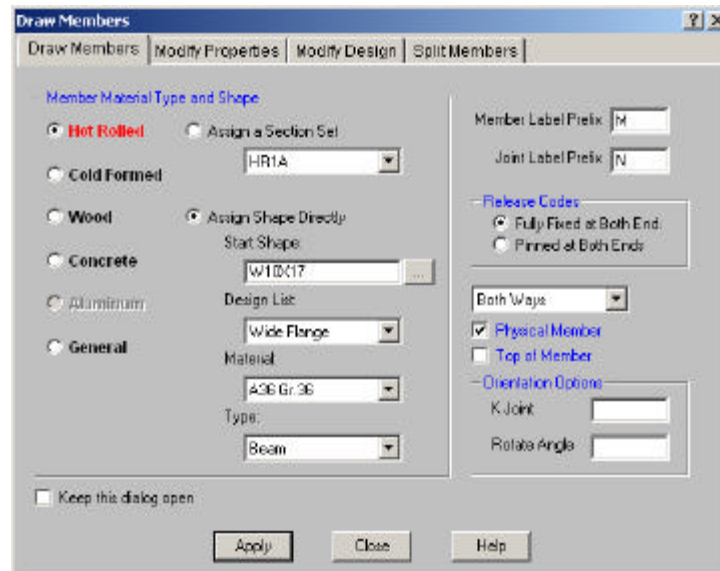 Draw Members
Draw Members Modify Properties Modify Design Split Members
Member Material Type and Shape
Hot Rolled
Cold Formed
Wood
Concrete
Aluminum
General
Assign a Section Set
HR1A
Assign Shape Directly
Start Shape:
W10X17 ...
Design List:
Wide Flange
Material:
A36 Gr.36
Type:
Beam
Member Label Prefix M
Joint Label Prefix N
Release Codes
Fully Fixed at Both End
Pinned at Both Ends
Both Ways
Physical Member
Top of Member
Orientation Options
K Joint
Rotate Angle
Keep this dialog open
Apply Close Help